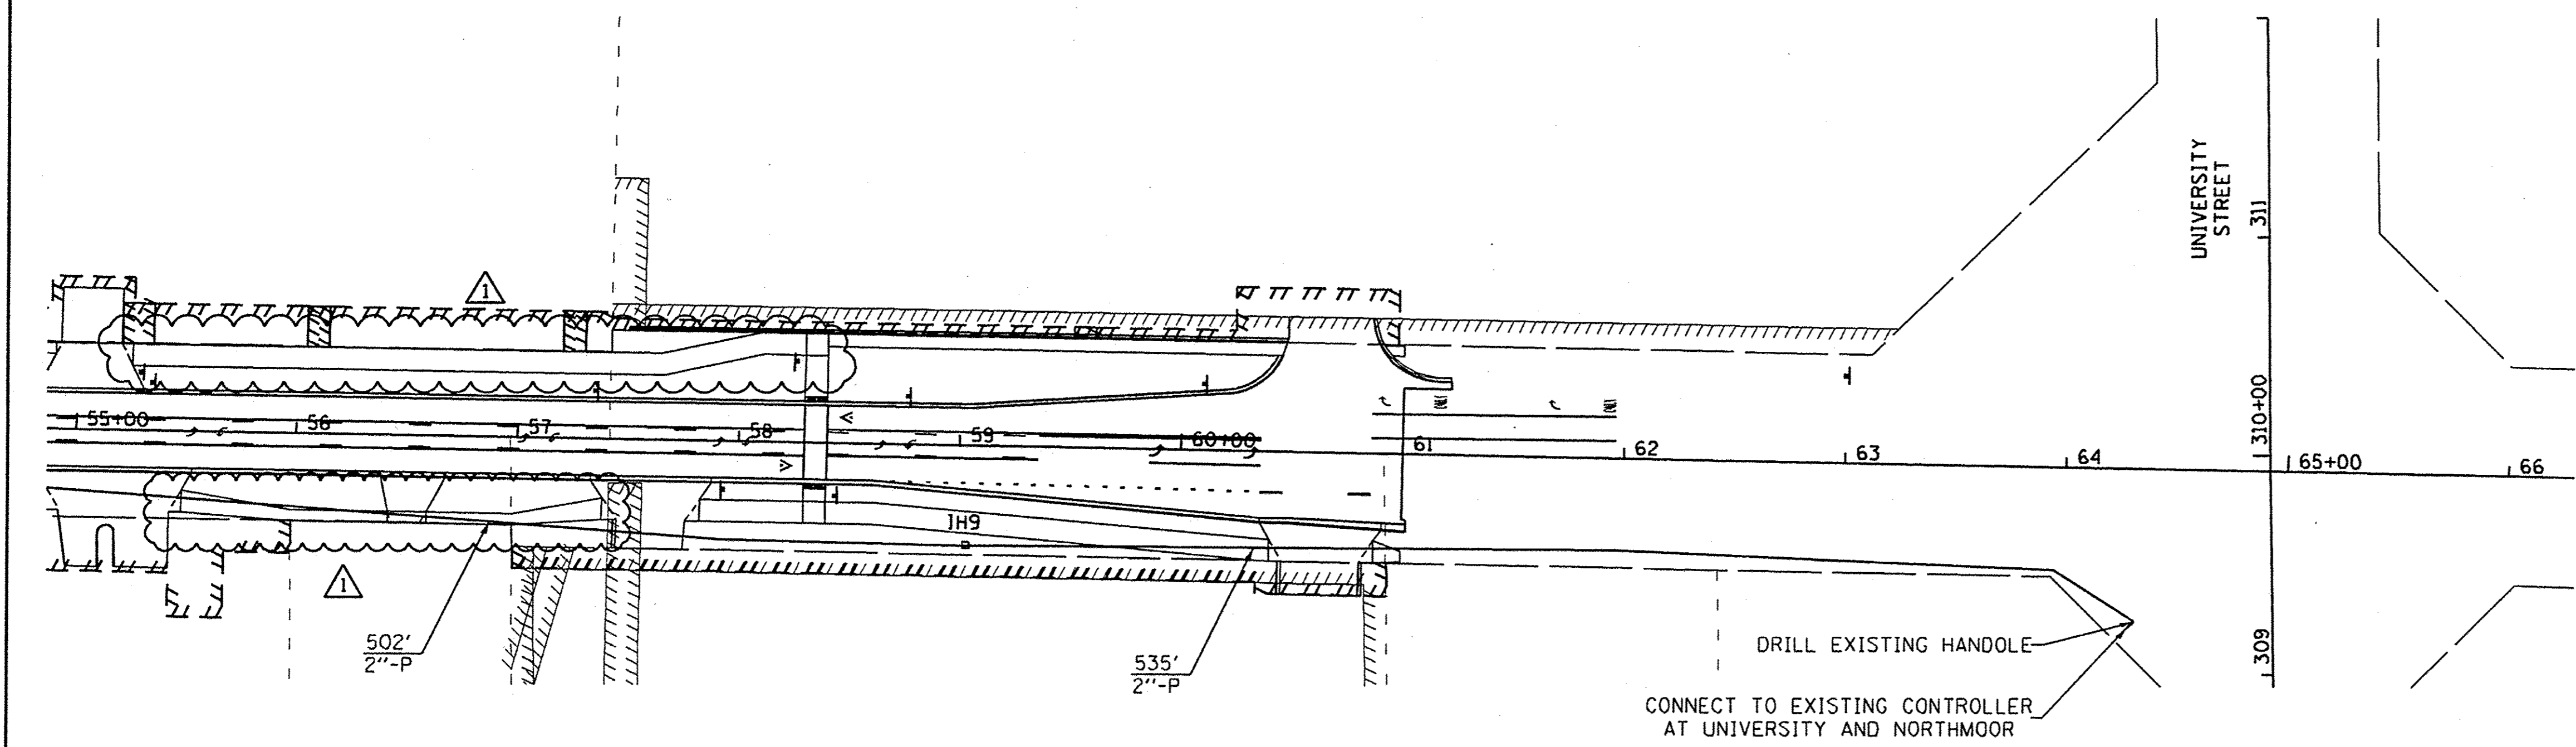 UNIVERSITY
STREET
311
1
55+00
56
57
58
59
60+00
61
62
63
64
65+00
66
310+00
1H9
1
502'
2"-P
535'
2"-P
309
DRILL EXISTING HANDOLE
CONNECT TO EXISTING CONTROLLER
AT UNIVERSITY AND NORTHMOOR